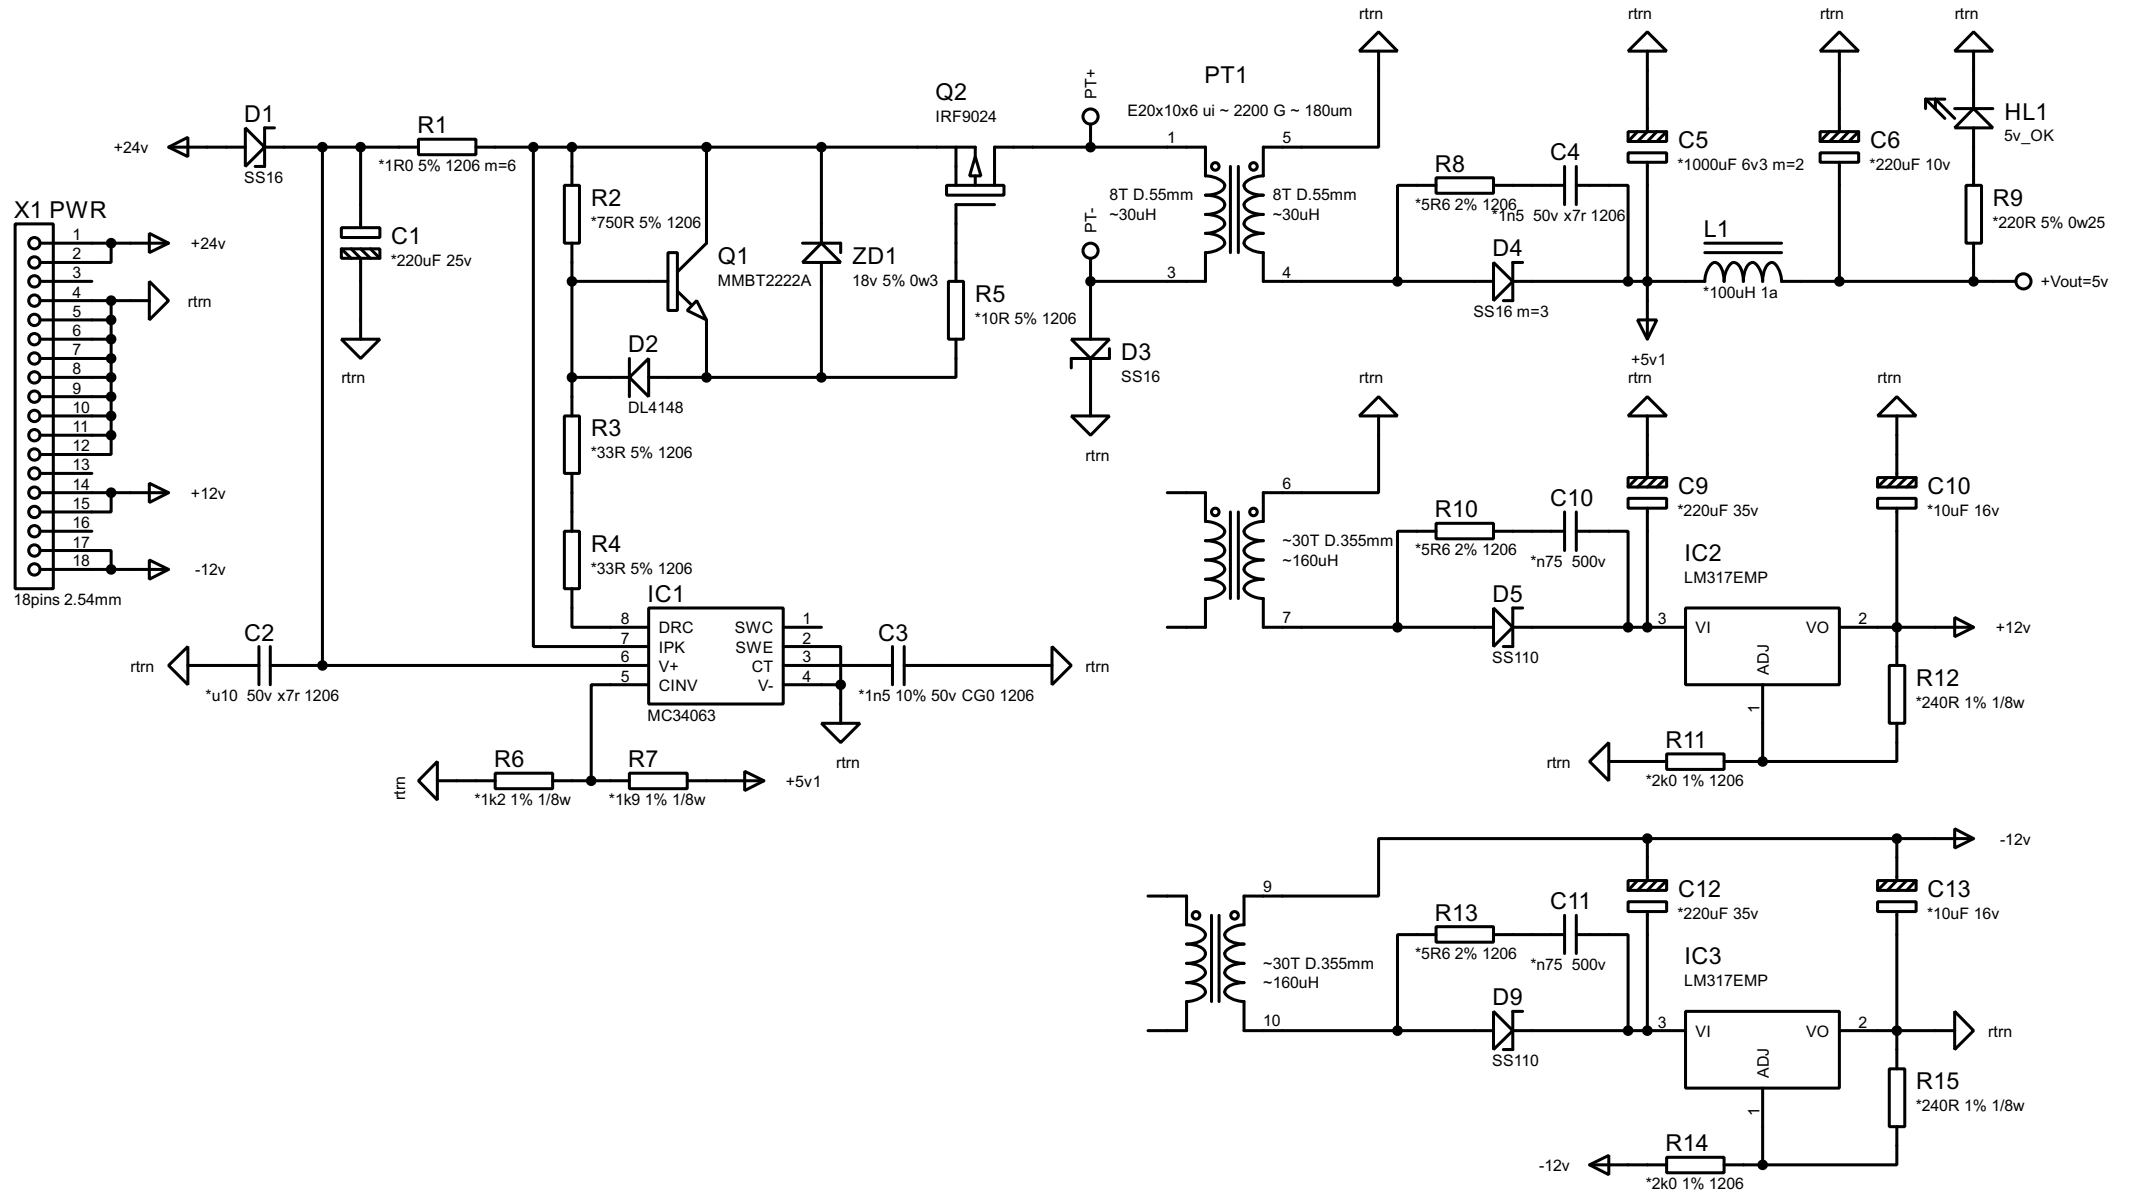 X1 PWR
1
2
3
4
5
6
7
8
9
10
11
12
13
14
15
16
17
18
+24v
rtrn
+12v
-12v
18pins 2.54mm
+24v
D1
SS16
C1
*220uF 25v
rtrn
R1
*1R0 5% 1206 m=6
R2
*750R 5% 1206
Q1
MMBT2222A
D2
DL4148
ZD1
18v 5% 0w3
Q2
IRF9024
R5
*10R 5% 1206
R3
*33R 5% 1206
R4
*33R 5% 1206
rtrn
C2
*u10 50v x7r 1206
IC1
8
7
6
5
DRC
IPK
V+
CINV
SWC
SWE
CT
V-
1
2
3
4
MC34063
C3
*1n5 10% 50v CG0 1206
rtrn
rtrn
rtrn
R6
*1k2 1% 1/8w
R7
*1k9 1% 1/8w
+5v1
PT+
PT-
D3
SS16
rtrn
PT1
E20x10x6 ui ~ 2200 G ~ 180um
1
3
5
4
8T D.55mm
~30uH
8T D.55mm
~30uH
rtrn
R8
*5R6 2% 1206
C4
*1n5 50v x7r 1206
D4
SS16 m=3
rtrn
C5
*1000uF 6v3 m=2
+5v1
L1
*100uH 1a
rtrn
C6
*220uF 10v
rtrn
HL1
5v_OK
R9
*220R 5% 0w25
+Vout=5v
rtrn
6
7
~30T D.355mm
~160uH
R10
*5R6 2% 1206
C10
*n75 500v
D5
SS110
rtrn
C9
*220uF 35v
IC2
LM317EMP
3
VI
VO
2
ADJ
1
rtrn
C10
*10uF 16v
+12v
R12
*240R 1% 1/8w
rtrn
R11
*2k0 1% 1206
9
10
~30T D.355mm
~160uH
-12v
R13
*5R6 2% 1206
C11
*n75 500v
D9
SS110
C12
*220uF 35v
IC3
LM317EMP
3
VI
VO
2
ADJ
1
C13
*10uF 16v
rtrn
R15
*240R 1% 1/8w
-12v
R14
*2k0 1% 1206